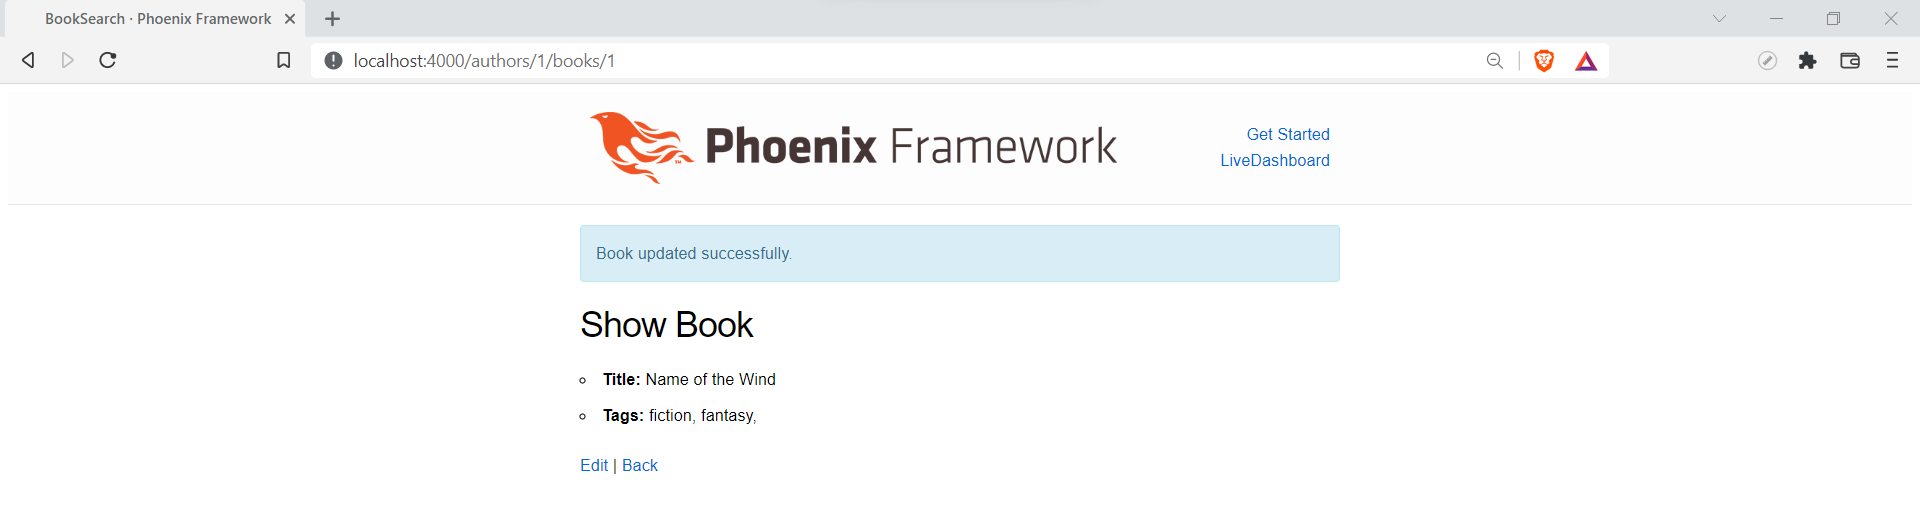 BookSearch · Phoenix Framework
localhost:4000/authors/1/books/1
Phoenix Framework
TM
Get Started
LiveDashboard
Book updated successfully.
Show Book
Title: Name of the Wind
Tags: fiction, fantasy,
Edit | Back